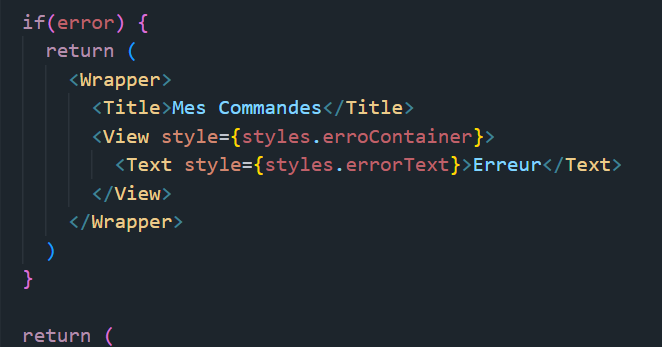 if(error) {
return (
<Wrapper>
<Title>Mes Commandes</Title>
<View style={styles.erroContainer}>
<Text style={styles.errorText}>Erreur</Text>
</View>
</Wrapper>
)
}
return (